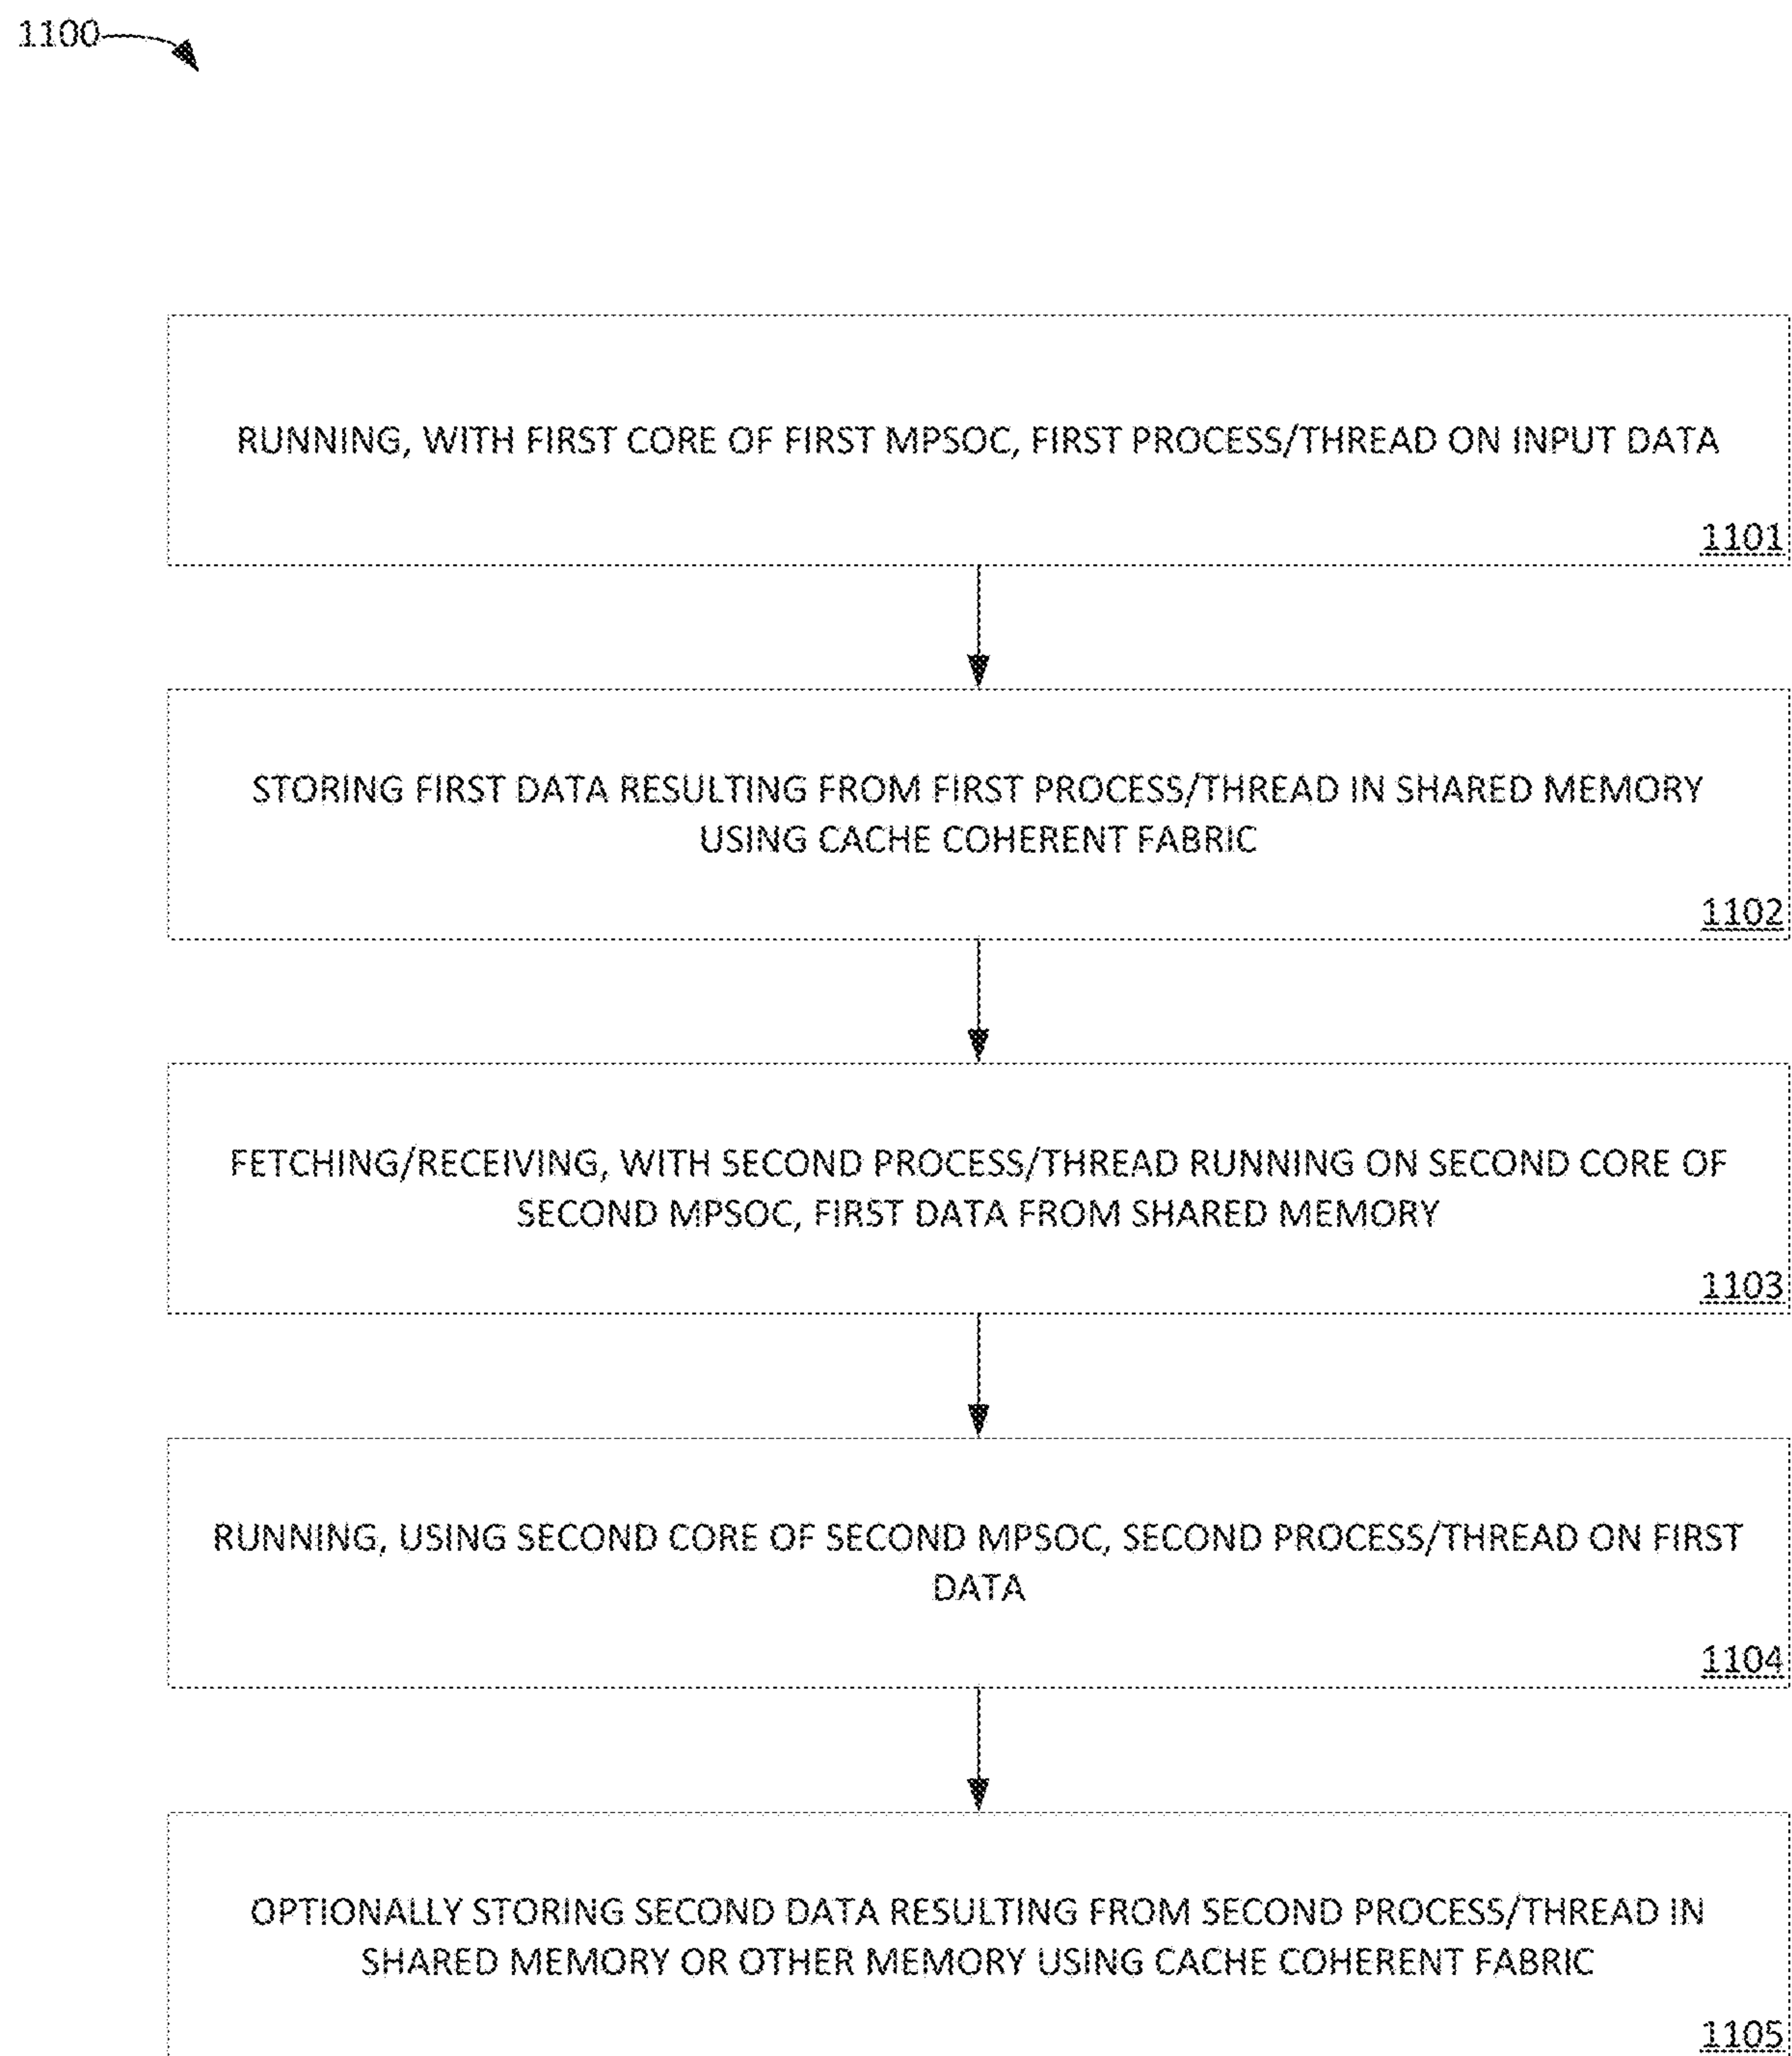 1100
RUNNING, WITH FIRST CORE OF FIRST MPSOC, FIRST PROCESS/THREAD ON INPUT DATA
1101
STORING FIRST DATA RESULTING FROM FIRST PROCESS/THREAD IN SHARED MEMORY
USING CACHE COHERENT FABRIC
1102
FETCHING/RECEIVING, WITH SECOND PROCESS/THREAD RUNNING ON SECOND CORE OF
SECOND MPSOC, FIRST DATA FROM SHARED MEMORY
1103
RUNNING, USING SECOND CORE OF SECOND MPSOC, SECOND PROCESS/THREAD ON FIRST
DATA
1104
OPTIONALLY STORING SECOND DATA RESULTING FROM SECOND PROCESS/THREAD IN
SHARED MEMORY OR OTHER MEMORY USING CACHE COHERENT FABRIC
1105